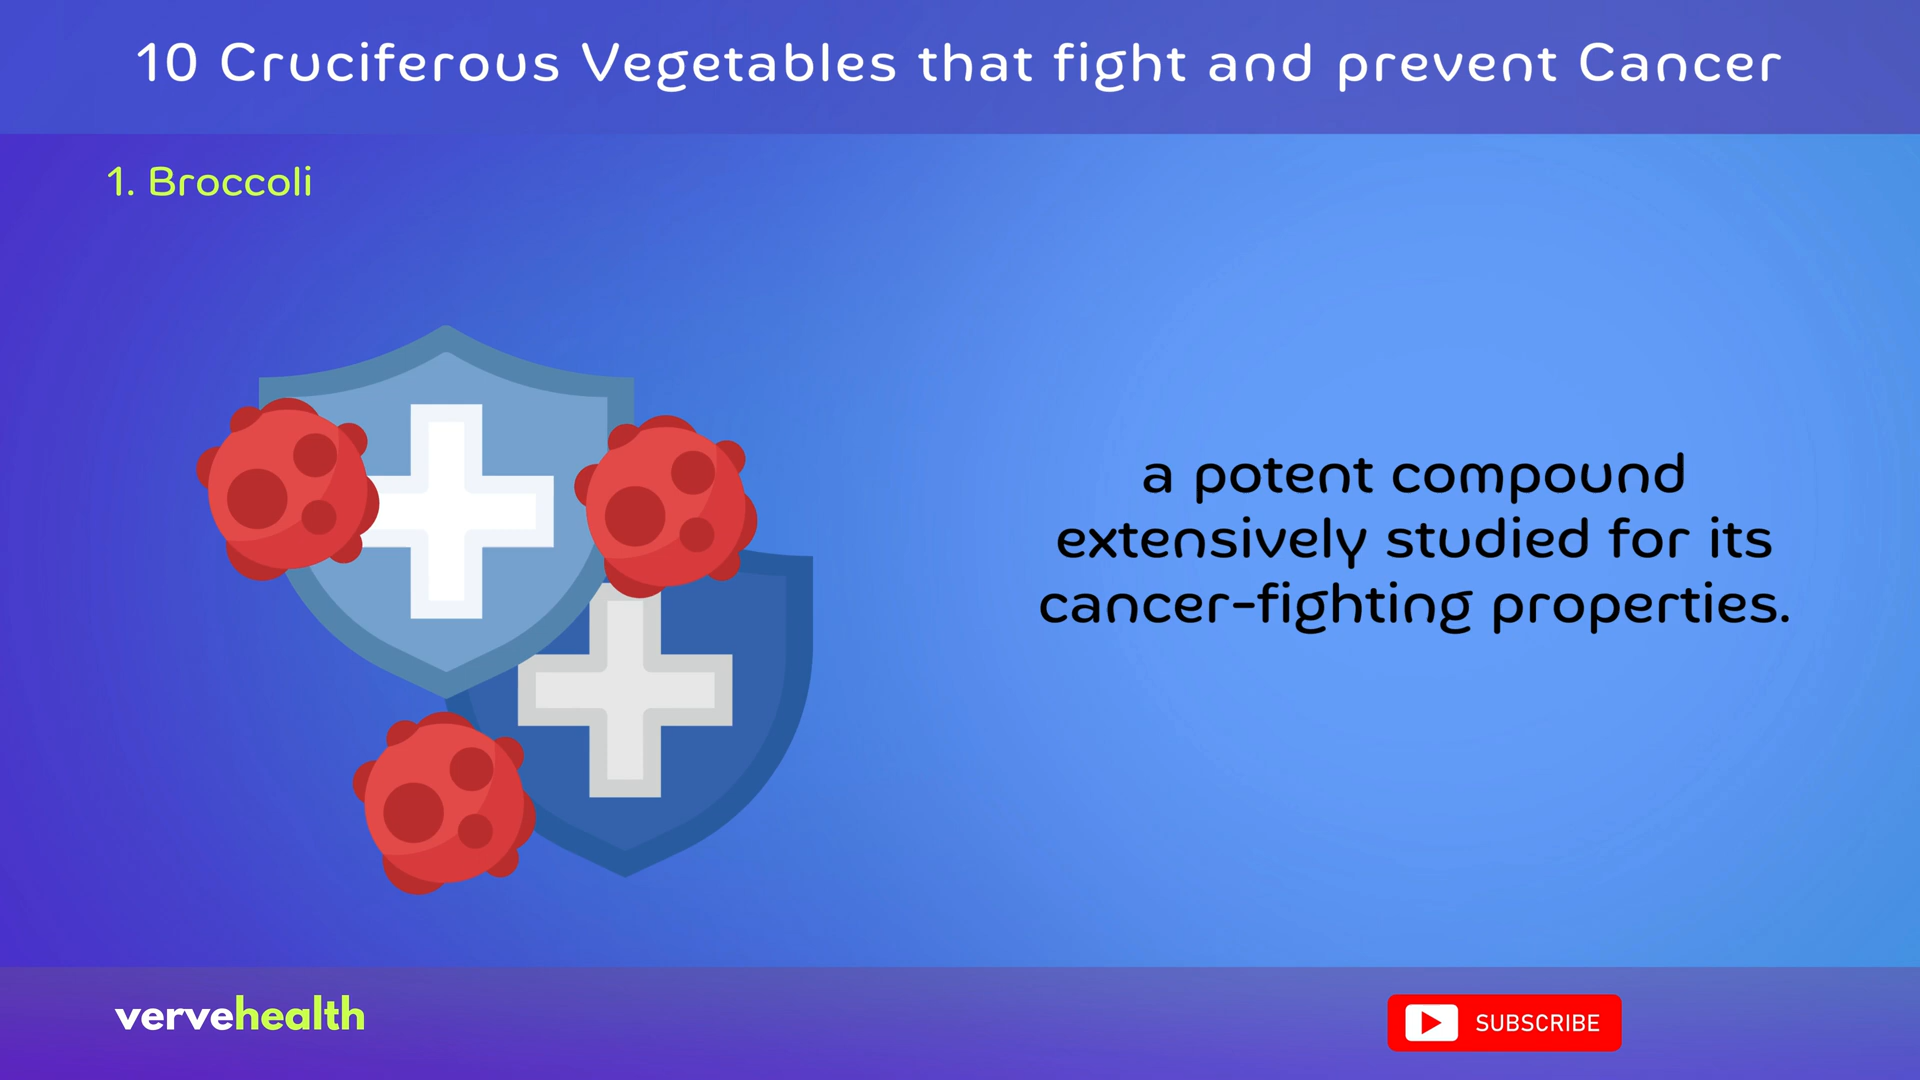 10 Cruciferous Vegetables that fight and prevent Cancer
1. Broccoli
a potent compound
extensively studied for its
cancer-fighting properties.
vervehealth
SUBSCRIBE